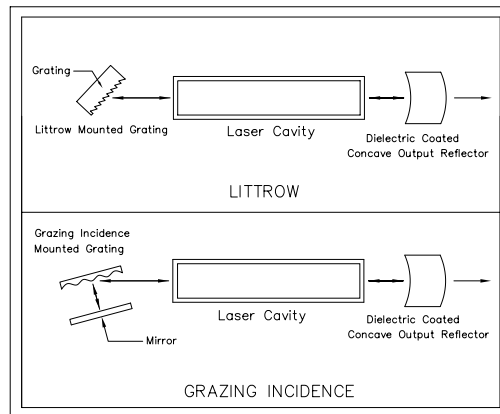 Grating
Littrow Mounted Grating
Laser Cavity
Dielectric Coated
Concave Output Reflector
LITTROW
Grazing Incidence
Mounted Grating
Laser Cavity
Mirror
Dielectric Coated
Concave Output Reflector
GRAZING INCIDENCE